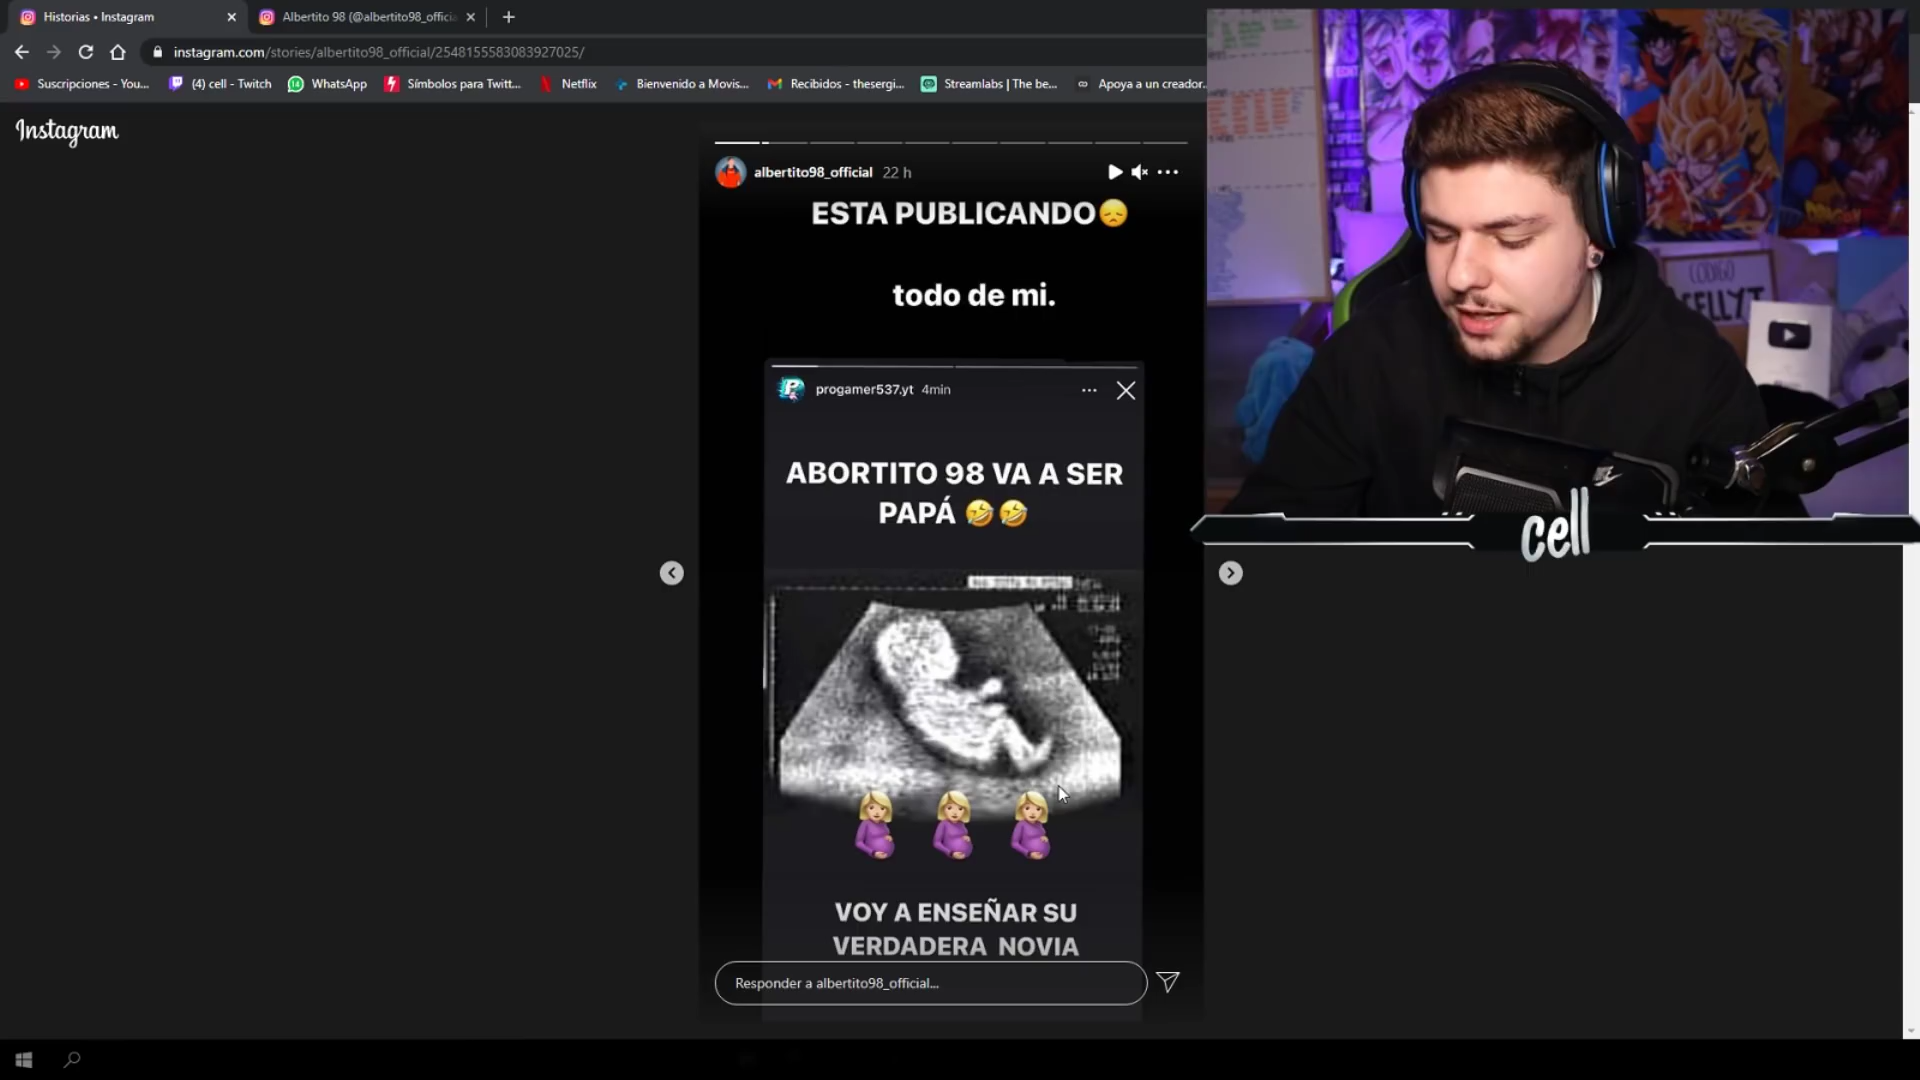 Historias • Instagram
Albertito 98 (@albertito98_offici
instagram.com/stories/albertito98_official/2548155583083927025/
Suscripciones - You...
(4) cell - Twitch
WhatsApp
Símbolos para Twitt...
Netflix
Bienvenido a Movis...
Recibidos - thesergi...
Streamlabs | The be...
Apoya a un creador...
Instagram
albertito98_official 22 h
ESTA PUBLICANDO😞
todo de mi.
progamer537.yt 4min
ABORTITO 98 VA A SER
PAPÁ 🤣🤣
VOY A ENSEÑAR SU
VERDADERA NOVIA
Responder a albertito98_official...
CÓDIGO
CELLYT
cell